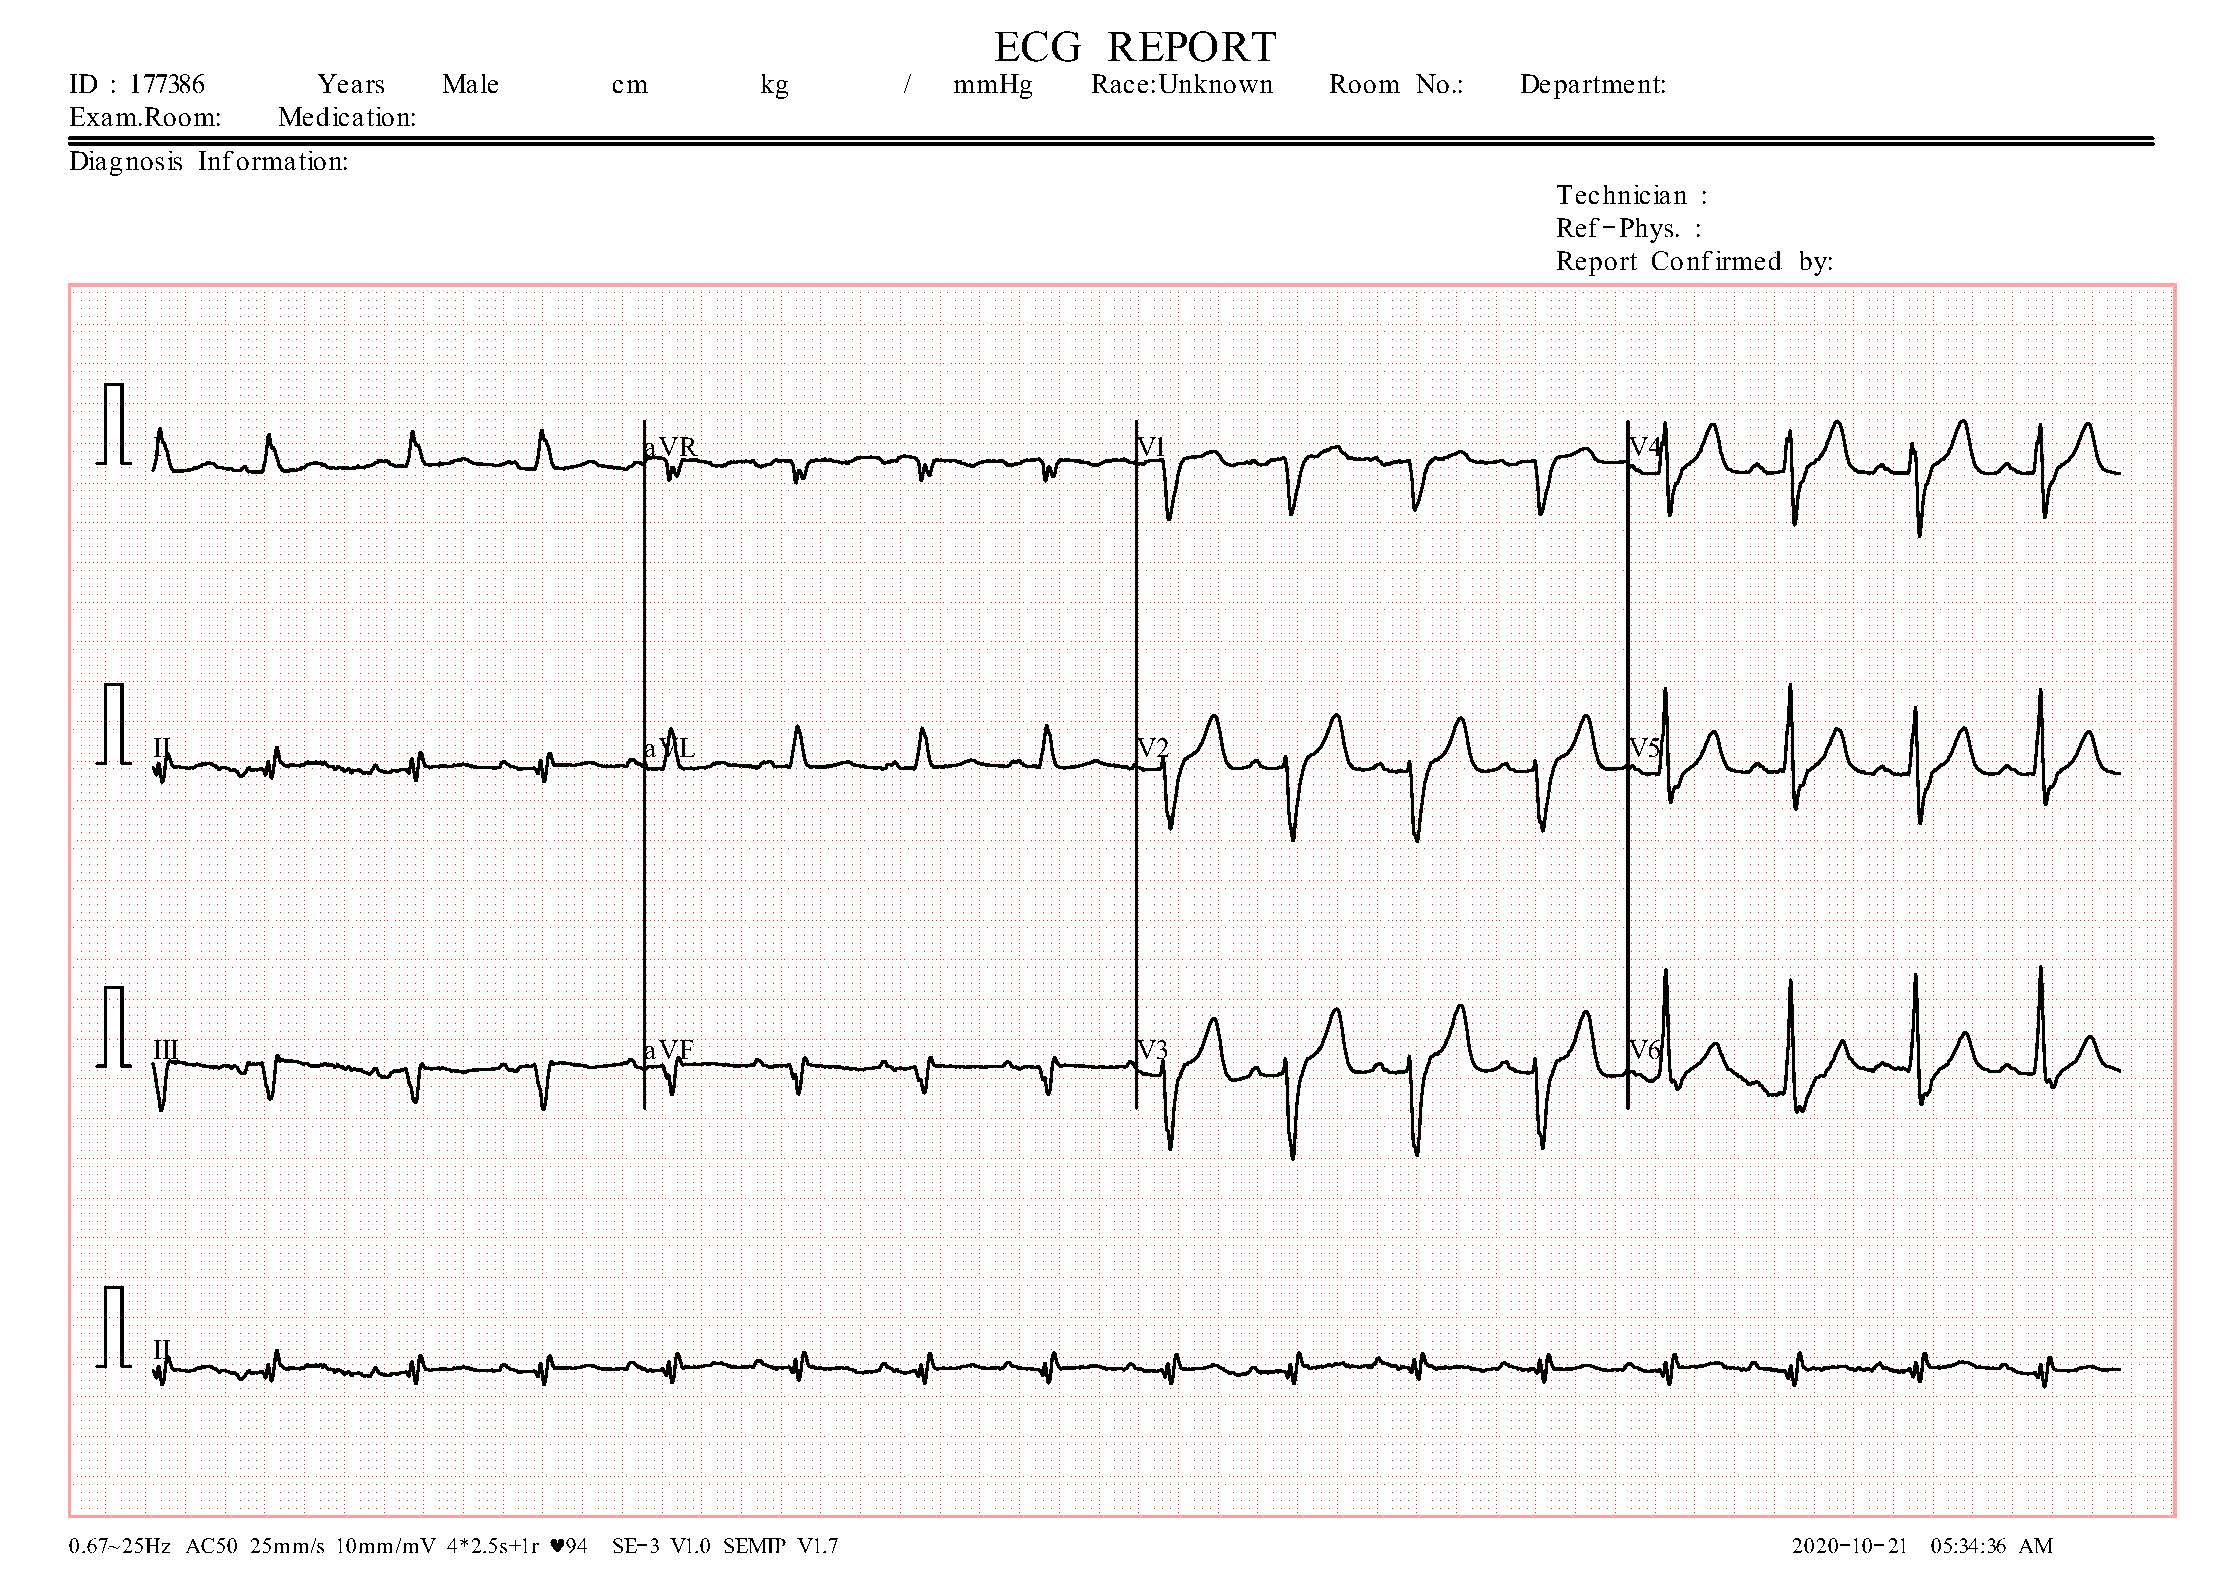 ECG REPORT
ID : 177386 Years Male cm kg / mmHg Race:Unknown Room No.: Department:
Exam.Room: Medication:
Diagnosis Information:
Technician :
Ref-Phys. :
Report Confirmed by:
aVR V1 V4
II aVL V2 V5
III aVF V3 V6
II
0.67~25Hz AC50 25mm/s 10mm/mV 4*2.5s+1r ♥94 SE-3 V1.0 SEMIP V1.7 2020-10-21 05:34:36 AM